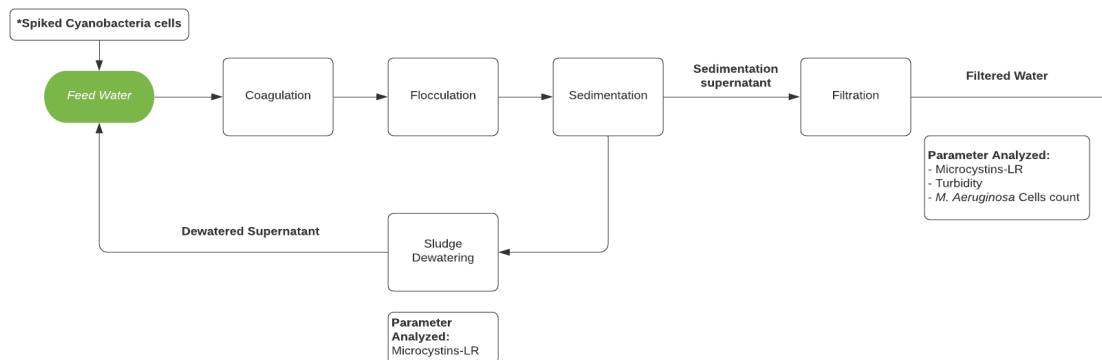 *Spiked Cyanobacteria cells
Feed Water
Coagulation
Flocculation
Sedimentation
Sedimentation
supernatant
Filtration
Filtered Water
Parameter Analyzed:
- Microcystins-LR
- Turbidity
- M. Aeruginosa Cells count
Dewatered Supernatant
Sludge
Dewatering
Parameter
Analyzed:
Microcystins-LR